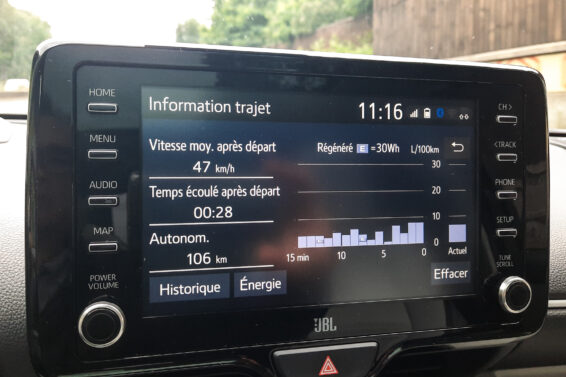 HOME
MENU
AUDIO
MAP
POWER
VOLUME
Information trajet 11:16
Vitesse moy. après départ
47 km/h
Temps écoulé après départ
00:28
Autonom.
106 km
Historique
Énergie
Régénéré E =30Wh L/100km
30
20
10
0
15 min 10 5 0
Actuel
Effacer
CH >
<TRACK
PHONE
SETUP
TUNE
SCROLL
JBL